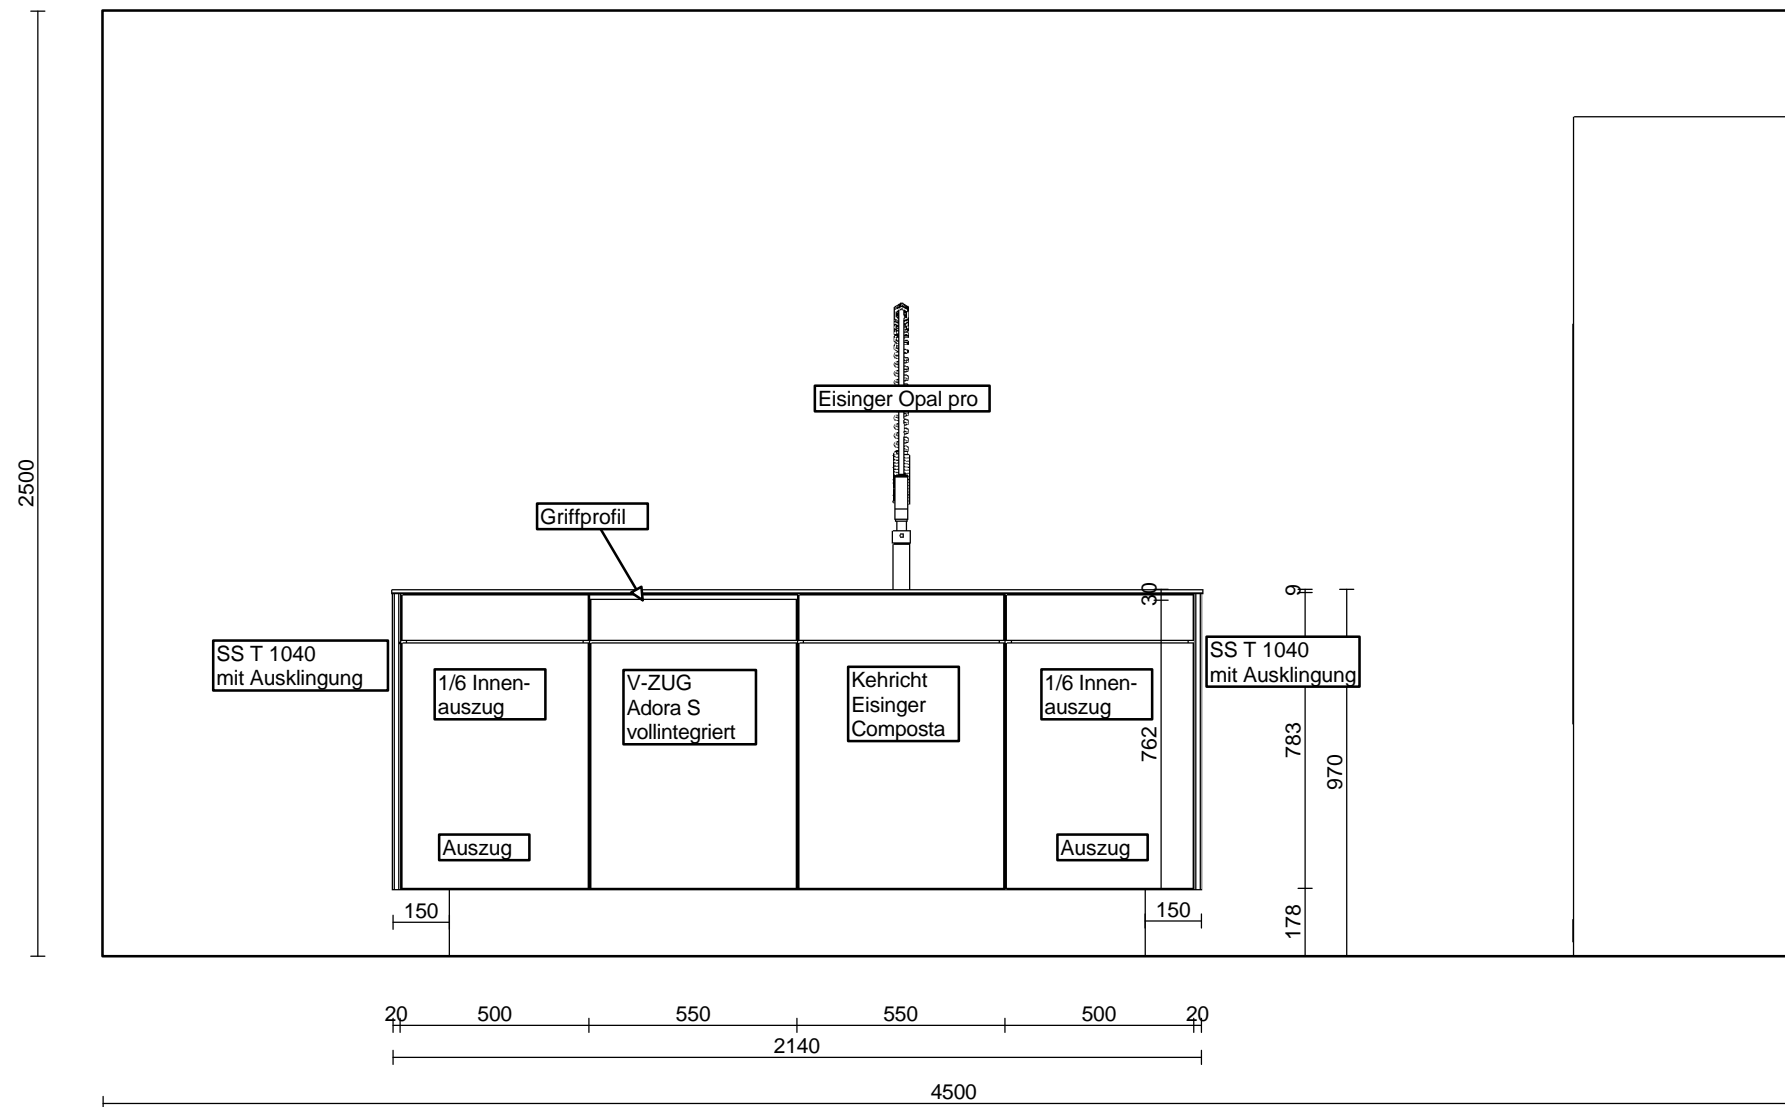 2500
Eisinger Opal pro
Griffprofil
30
9
SS T 1040
mit Ausklingung
SS T 1040
mit Ausklingung
1/6 Innen-
auszug
V-ZUG
Adora S
vollintegriert
Kehricht
Eisinger
Composta
1/6 Innen-
auszug
762
783
970
Auszug
Auszug
150
150
178
20
500
550
550
500
20
2140
4500